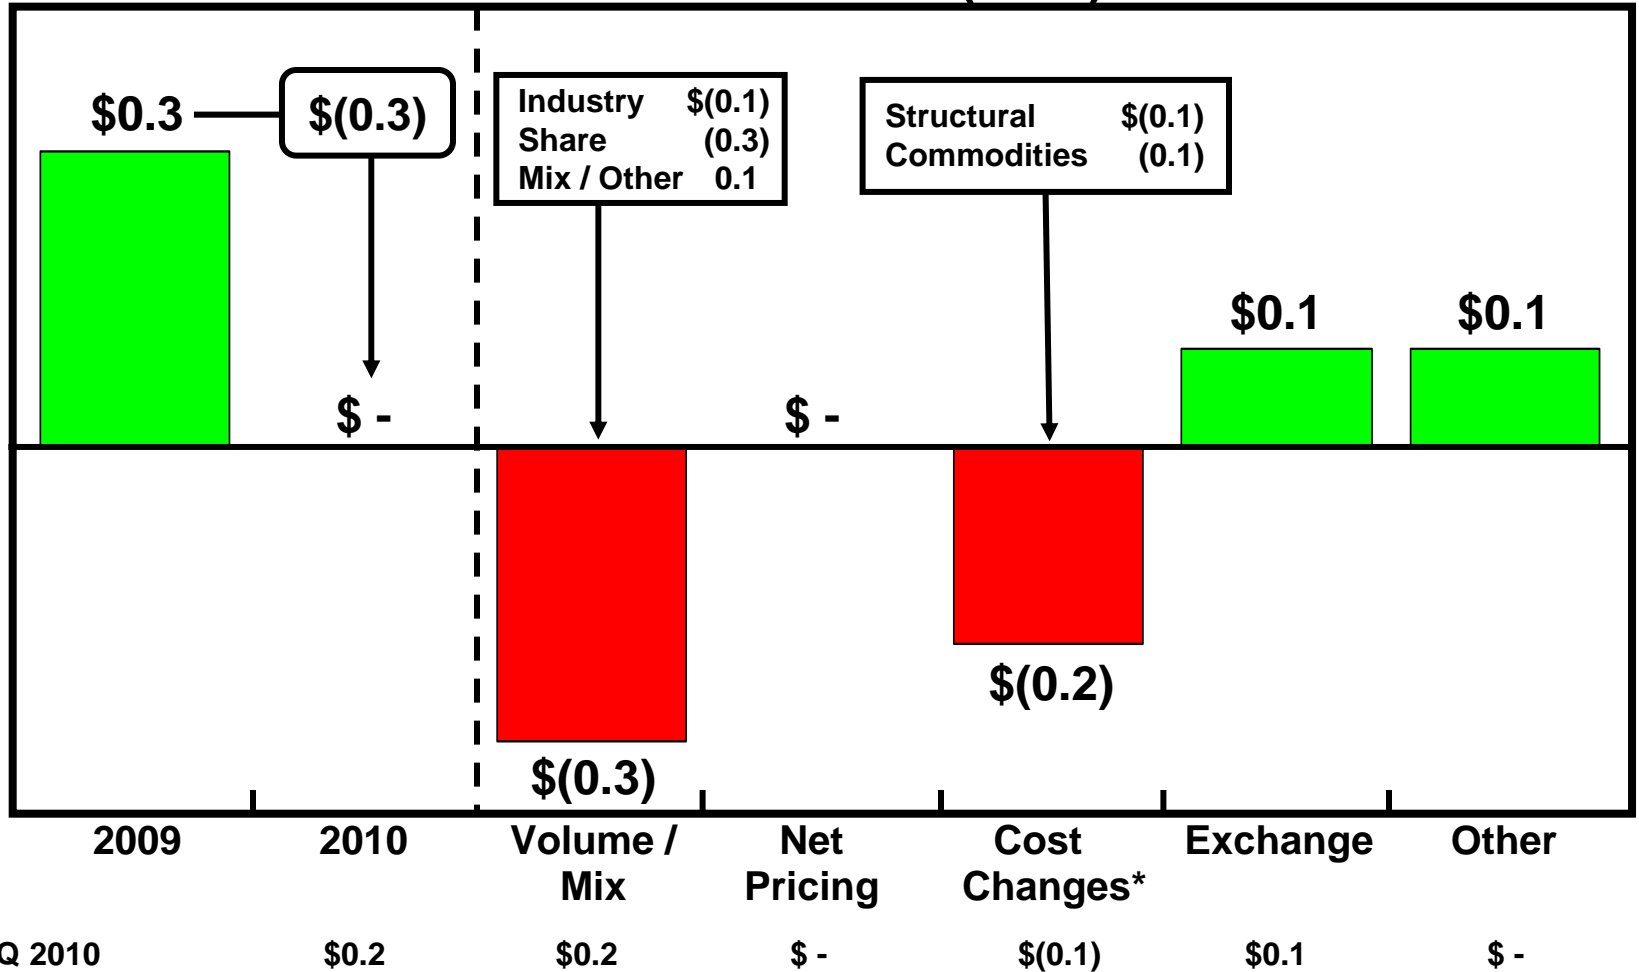 $0.3 $(0.3)
Industry $(0.1)
Share (0.3)
Mix / Other 0.1
Structural $(0.1)
Commodities (0.1)
$0.1 $0.1
$ - $ -
$(0.2)
$(0.3)
2009 2010 Volume / Net Cost Exchange Other
Mix Pricing Changes*
Q 2010 $0.2 $0.2 $ - $(0.1) $0.1 $ -